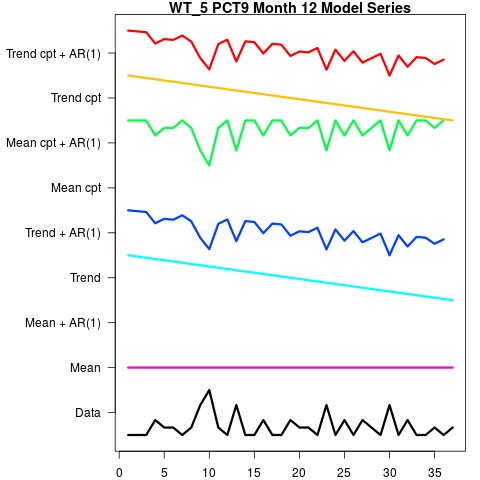 WT_5 PCT9 Month 12 Model Series
Trend cpt + AR(1)
Trend cpt
Mean cpt + AR(1)
Mean cpt
Trend + AR(1)
Trend
Mean + AR(1)
Mean
Data
0 5 10 15 20 25 30 35